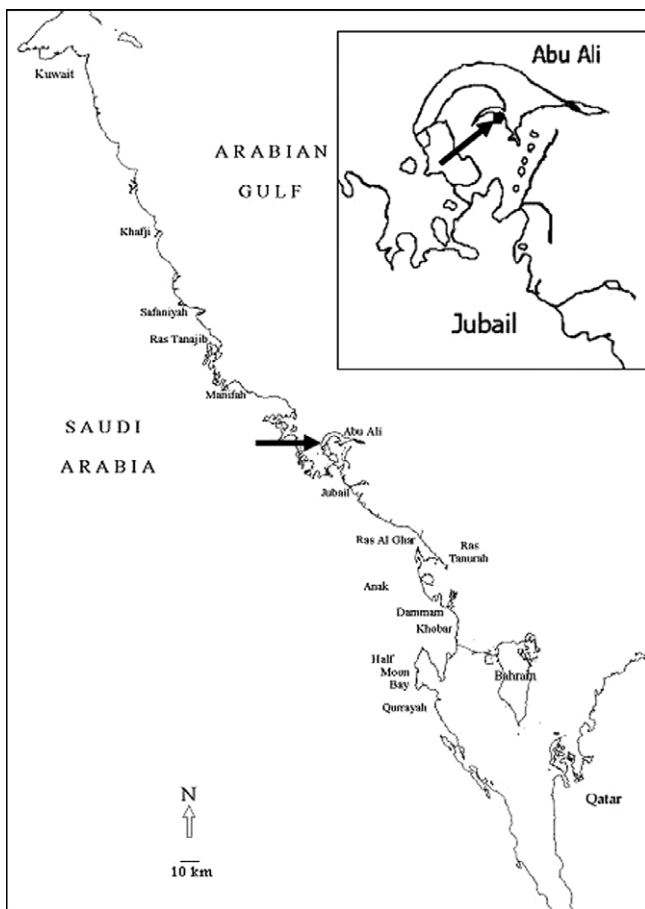 Kuwait
ARABIAN
GULF
Khafji
Safaniyah
Ras Tanajib
Manifah
SAUDI
ARABIA
Abu Ali
Jubail
Ras Al Ghar
Ras
Tanurah
Anak
Dammam
Khobar
Half
Moon
Bay
Bahrain
Qurrayah
Qatar
N
10 km
Abu Ali
Jubail